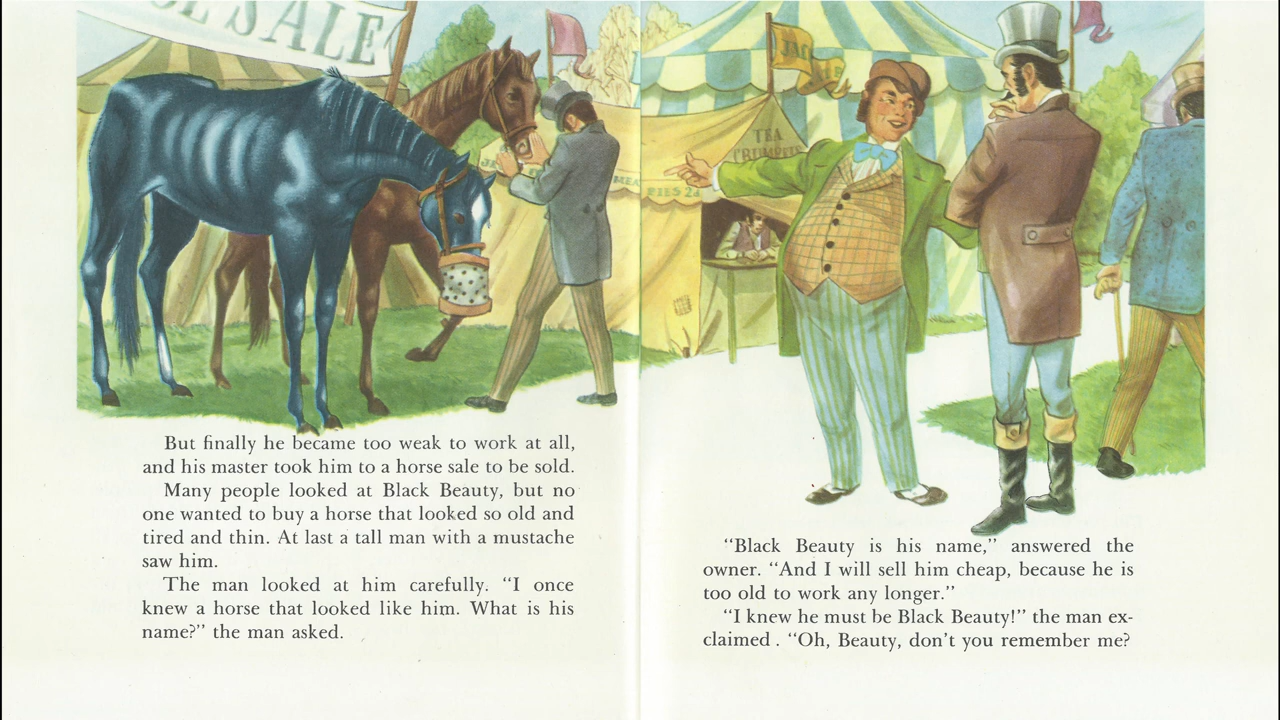 E SALE
JAC
TEA
CRUMPETS
MEA
PIES 2d
But finally he became too weak to work at all,
and his master took him to a horse sale to be sold.
Many people looked at Black Beauty, but no
one wanted to buy a horse that looked so old and
tired and thin. At last a tall man with a mustache
saw him.
The man looked at him carefully. “I once
knew a horse that looked like him. What is his
name?” the man asked.
“Black Beauty is his name,” answered the
owner. “And I will sell him cheap, because he is
too old to work any longer.”
“I knew he must be Black Beauty!” the man ex-
claimed . “Oh, Beauty, don’t you remember me?